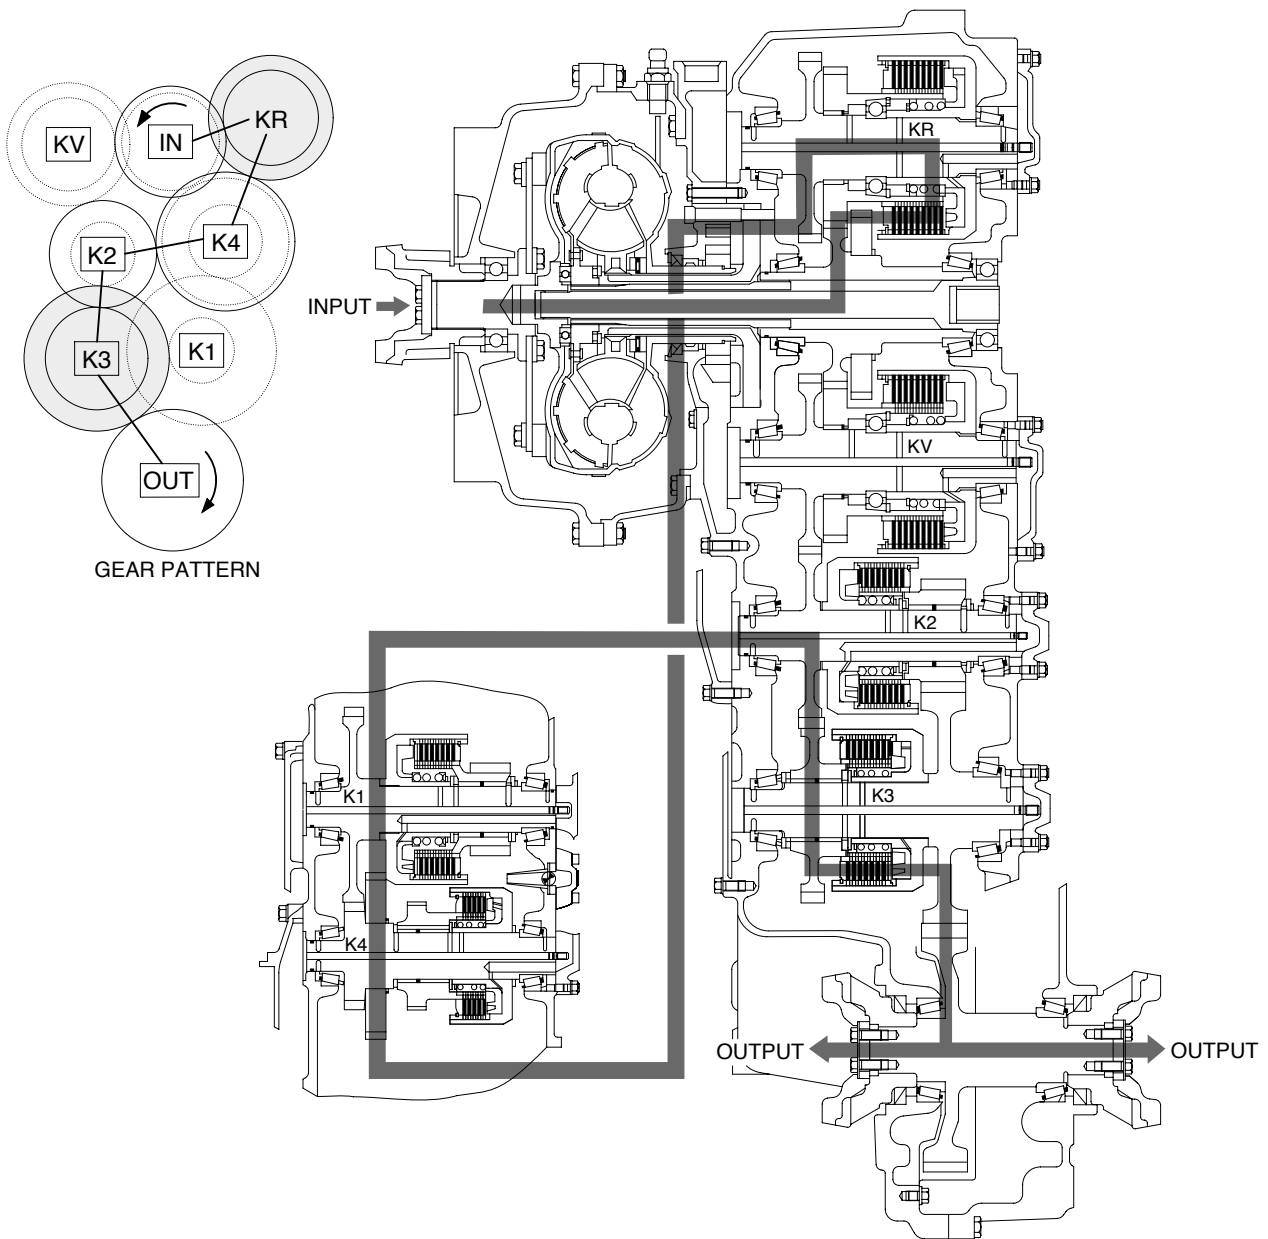 KV
IN
KR
K2
K4
K3
K1
OUT
GEAR PATTERN
INPUT
KR
KV
K2
K3
K1
K4
OUTPUT
OUTPUT